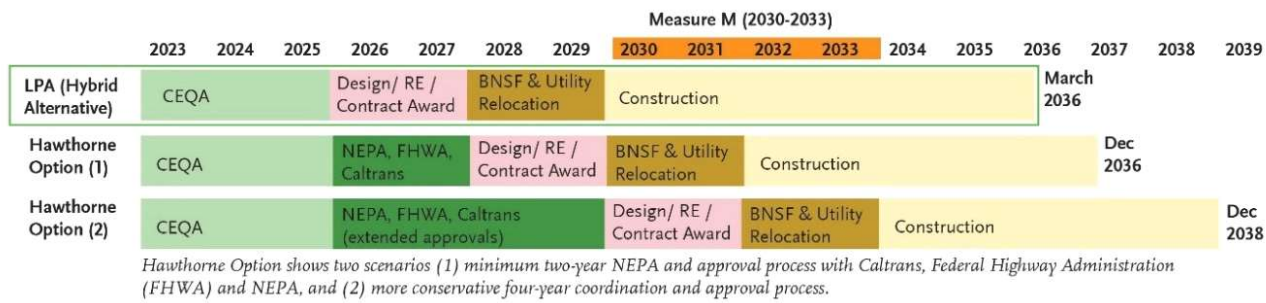 Measure M (2030-2033)
2023 2024 2025 2026 2027 2028 2029 2030 2031 2032 2033 2034 2035 2036 2037 2038 2039
LPA (Hybrid
Alternative)
CEQA
Design/ RE /
Contract Award
BNSF & Utility
Relocation
Construction
March
2036
Hawthorne
Option (1)
CEQA
NEPA, FHWA,
Caltrans
Design/ RE /
Contract Award
BNSF & Utility
Relocation
Construction
Dec
2036
Hawthorne
Option (2)
CEQA
NEPA, FHWA, Caltrans
(extended approvals)
Design/ RE /
Contract Award
BNSF & Utility
Relocation
Construction
Dec
2038
Hawthorne Option shows two scenarios (1) minimum two-year NEPA and approval process with Caltrans, Federal Highway Administration
(FHWA) and NEPA, and (2) more conservative four-year coordination and approval process.